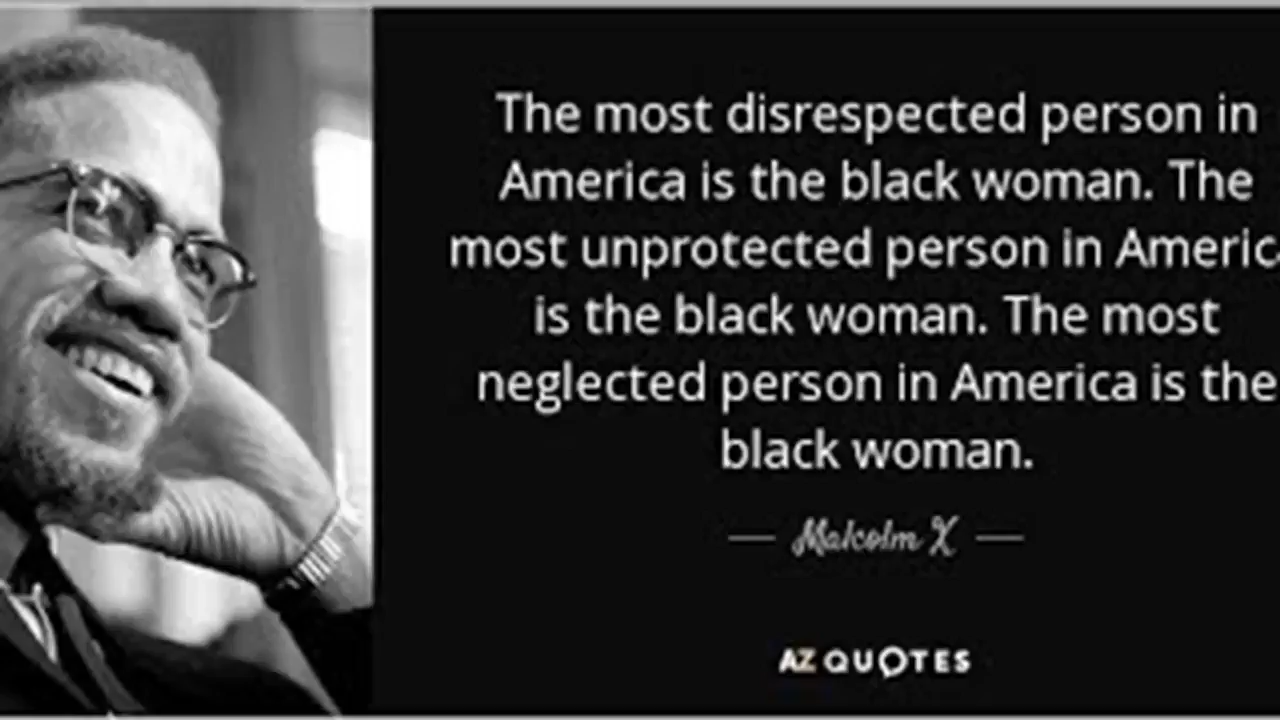 The most disrespected person in
America is the black woman. The
most unprotected person in Americ
is the black woman. The most
neglected person in America is the
black woman.
Malcolm X
AZ QUOTES